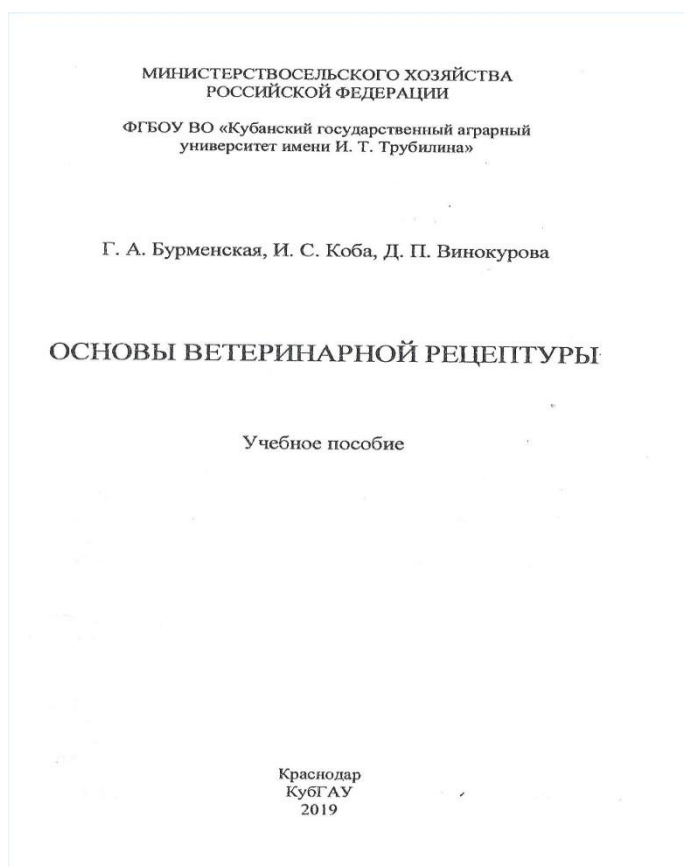 МИНИСТЕРСТВОСЕЛЬСКОГО ХОЗЯЙСТВА
РОССИЙСКОЙ ФЕДЕРАЦИИ
ФГБОУ ВО «Кубанский государственный аграрный
университет имени И. Т. Трубилина»
Г. А. Бурменская, И. С. Коба, Д. П. Винокурова
ОСНОВЫ ВЕТЕРИНАРНОЙ РЕЦЕПТУРЫ
Учебное пособие
Краснодар
КубГАУ
2019